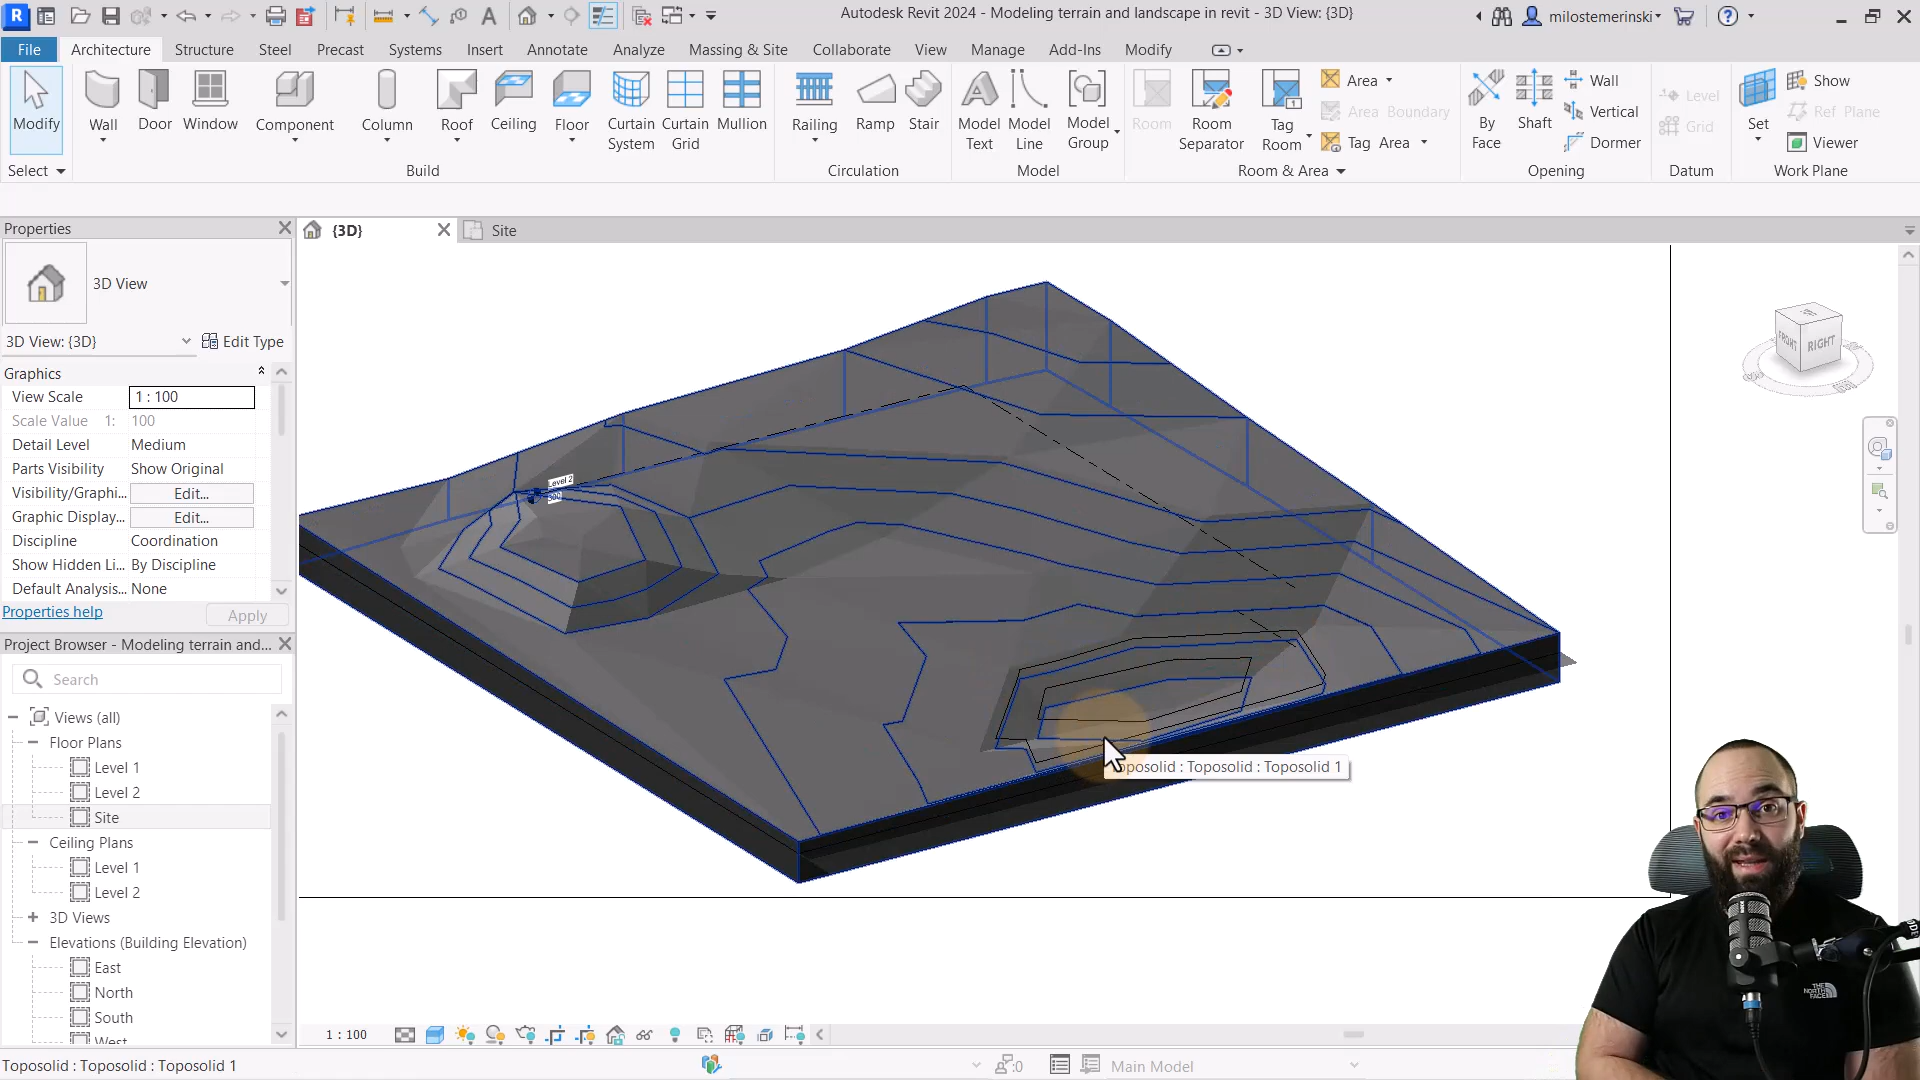 Autodesk Revit 2024 - Modeling terrain and landscape in revit - 3D View: {3D}
milostemerinski
File
Architecture
Structure
Steel
Precast
Systems
Insert
Annotate
Analyze
Massing & Site
Collaborate
View
Manage
Add-Ins
Modify
Modify
Wall
Door
Window
Component
Column
Roof
Ceiling
Floor
Curtain System
Curtain Grid
Mullion
Railing
Ramp
Stair
Model Text
Model Line
Model Group
Room
Room Separator
Tag Room
Area
Area Boundary
Tag Area
By Face
Shaft
Wall
Vertical
Dormer
Level
Grid
Set
Show
Ref Plane
Viewer
Select
Build
Circulation
Model
Room & Area
Opening
Datum
Work Plane
Properties
{3D}
Site
3D View
3D View: {3D}
Edit Type
Graphics
View Scale
1 : 100
Scale Value 1:
100
Detail Level
Medium
Parts Visibility
Show Original
Visibility/Graphi...
Edit...
Graphic Display...
Edit...
Discipline
Coordination
Show Hidden Li...
By Discipline
Default Analysis...
None
Properties help
Apply
Project Browser - Modeling terrain and...
Search
Views (all)
Floor Plans
Level 1
Level 2
Site
Ceiling Plans
Level 1
Level 2
3D Views
Elevations (Building Elevation)
East
North
South
West
Level 2
FRONT
RIGHT
oposolid : Toposolid : Toposolid 1
THE NORTH FACE
1 : 100
Toposolid : Toposolid : Toposolid 1
:0
Main Model